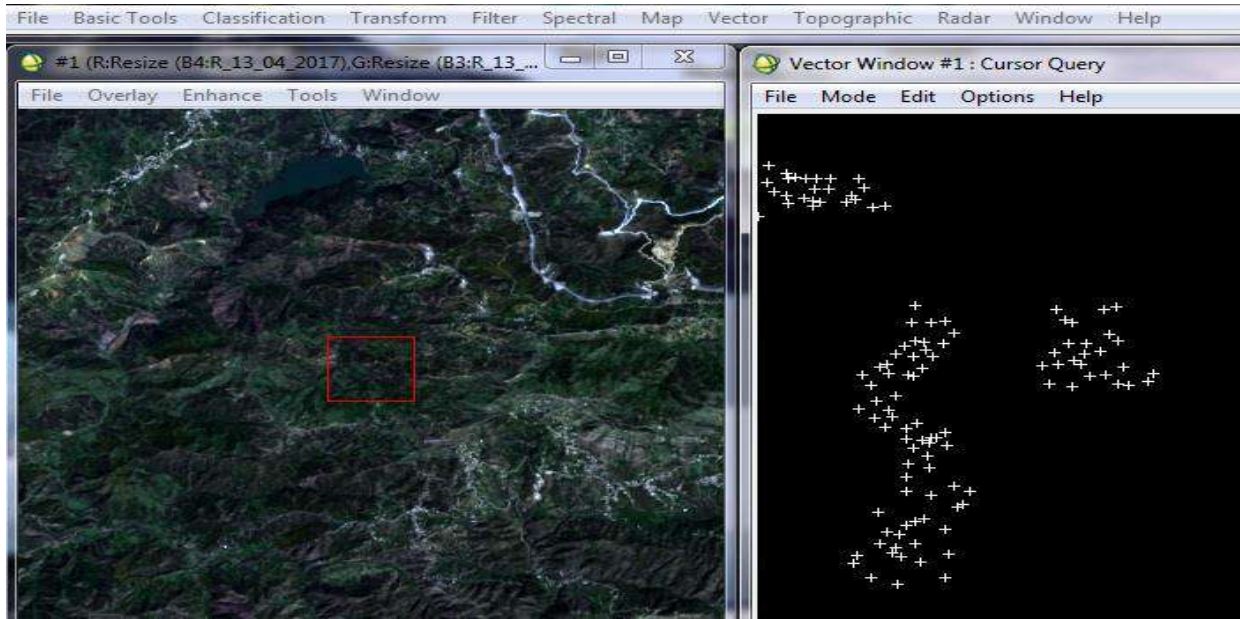 File Basic Tools Classification Transform Filter Spectral Map Vector Topographic Radar Window Help
#1 (R:Resize (B4:R_13_04_2017),G:Resize (B3:R_13_...
File Overlay Enhance Tools Window
Vector Window #1 : Cursor Query
File Mode Edit Options Help